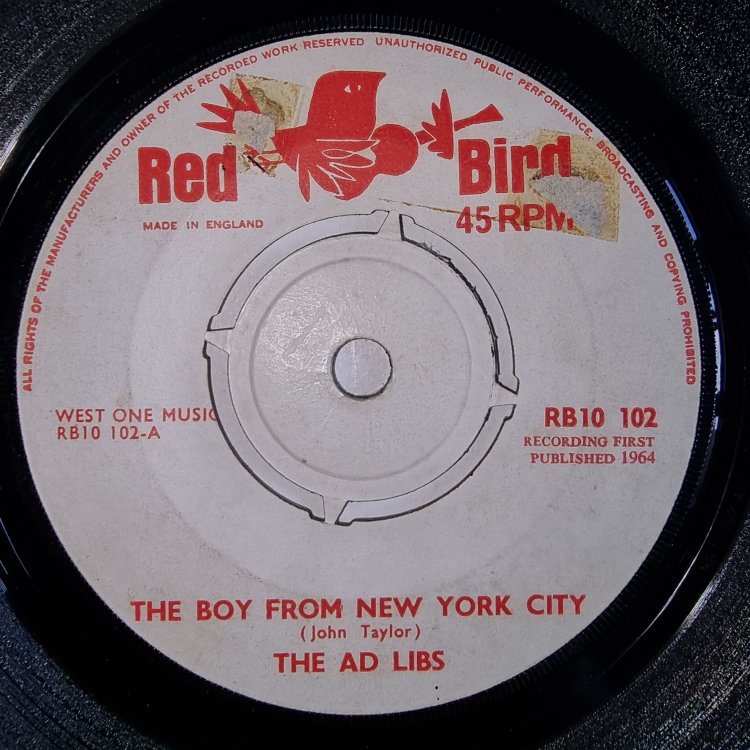 ALL RIGHTS OF THE MANUFACTURERS AND OWNER OF THE RECORDED WORK RESERVED UNAUTHORIZED PUBLIC PERFORMANCE, BROADCASTING AND COPYING PROHIBITED
Red Bird
MADE IN ENGLAND
45 RPM
WEST ONE MUSIC
RB10 102-A
RB10 102
RECORDING FIRST
PUBLISHED 1964
THE BOY FROM NEW YORK CITY
(John Taylor)
THE AD LIBS